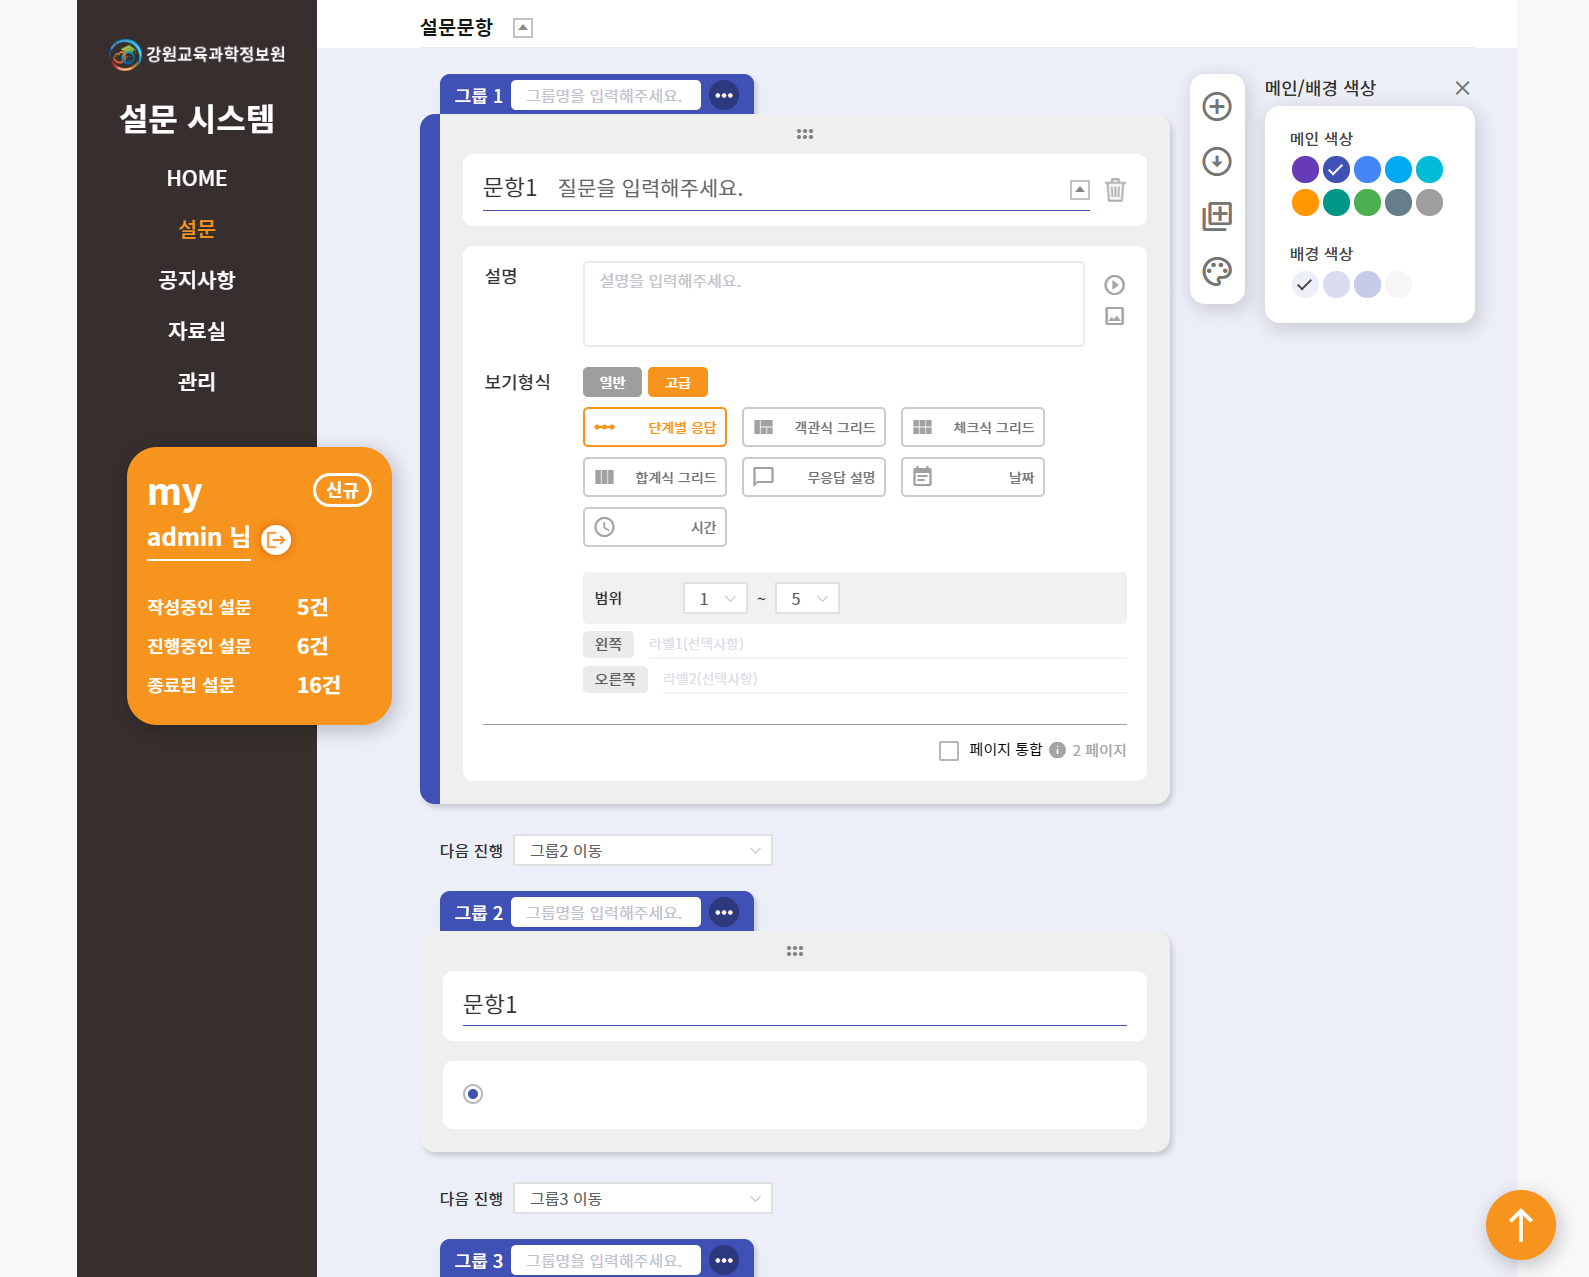 강원교육과학정보원
설문 시스템
HOME
설문
공지사항
자료실
관리
my
신규
admin 님
작성중인 설문 5건
진행중인 설문 6건
종료된 설문 16건
설문문항
그룹 1 그룹명을 입력해주세요.
문항1 질문을 입력해주세요.
설명 설명을 입력해주세요.
보기형식 일반 고급
단계별 응답 객관식 그리드 체크식 그리드
합계식 그리드 무응답 설명 날짜
시간
범위 1 ~ 5
왼쪽 라벨1(선택사항)
오른쪽 라벨2(선택사항)
페이지 통합 2 페이지
다음 진행 그룹2 이동
그룹 2 그룹명을 입력해주세요.
문항1
다음 진행 그룹3 이동
그룹 3 그룹명을 입력해주세요.
메인/배경 색상
메인 색상
배경 색상